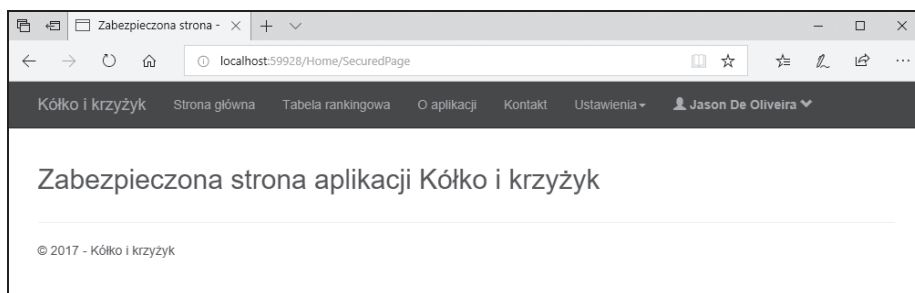 Zabezpieczona strona -
localhost:59928/Home/SecuredPage
Kółko i krzyżyk Strona główna Tabela rankingowa O aplikacji Kontakt Ustawienia Jason De Oliveira
Zabezpieczona strona aplikacji Kółko i krzyżyk
© 2017 - Kółko i krzyżyk